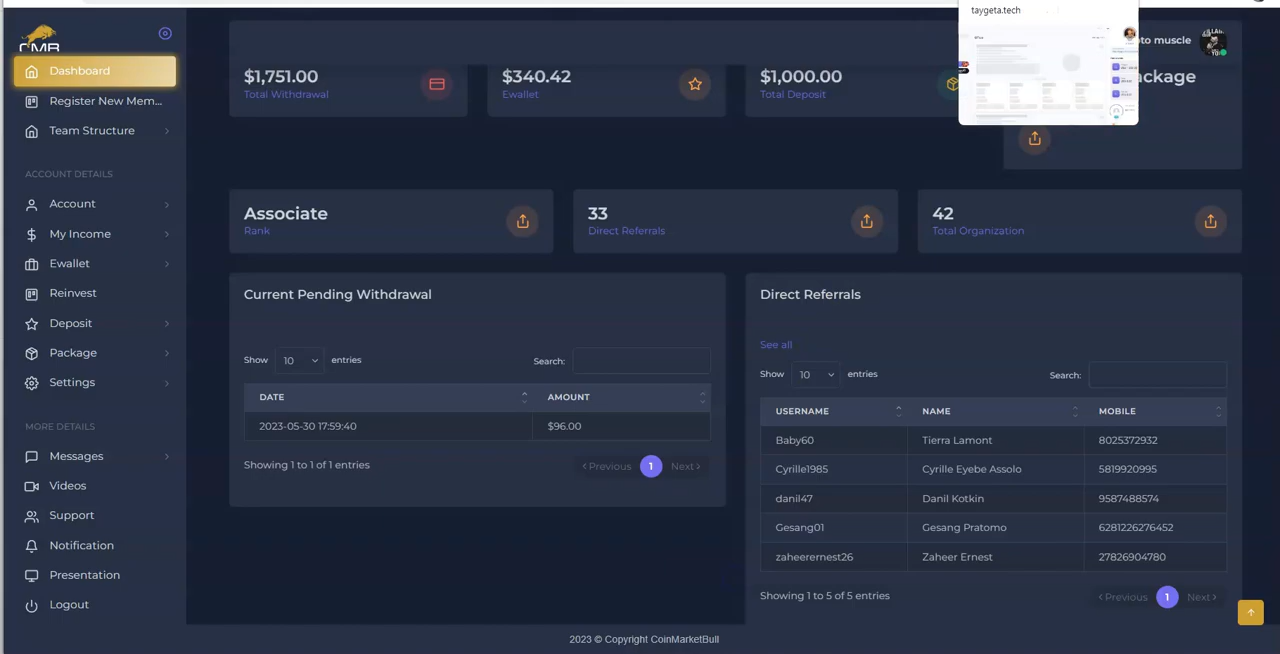 taygeta.tech
CMB
to muscle
Dashboard
Register New Mem...
Team Structure
ACCOUNT DETAILS
Account
My Income
Ewallet
Reinvest
Deposit
Package
Settings
MORE DETAILS
Messages
Videos
Support
Notification
Presentation
Logout
$1,751.00
Total Withdrawal
$340.42
Ewallet
$1,000.00
Total Deposit
ackage
Associate
Rank
33
Direct Referrals
42
Total Organization
Current Pending Withdrawal
Show 10 entries
Search:
DATE AMOUNT
2023-05-30 17:59:40 $96.00
Showing 1 to 1 of 1 entries
Previous 1 Next
Direct Referrals
See all
Show 10 entries
Search:
USERNAME NAME MOBILE
Baby60 Tierra Lamont 8025372932
Cyrille1985 Cyrille Eyebe Assolo 5819920995
danil47 Danil Kotkin 9587488574
Gesang01 Gesang Pratomo 6281226276452
zaheerernest26 Zaheer Ernest 27826904780
Showing 1 to 5 of 5 entries
Previous 1 Next
2023 © Copyright CoinMarketBull